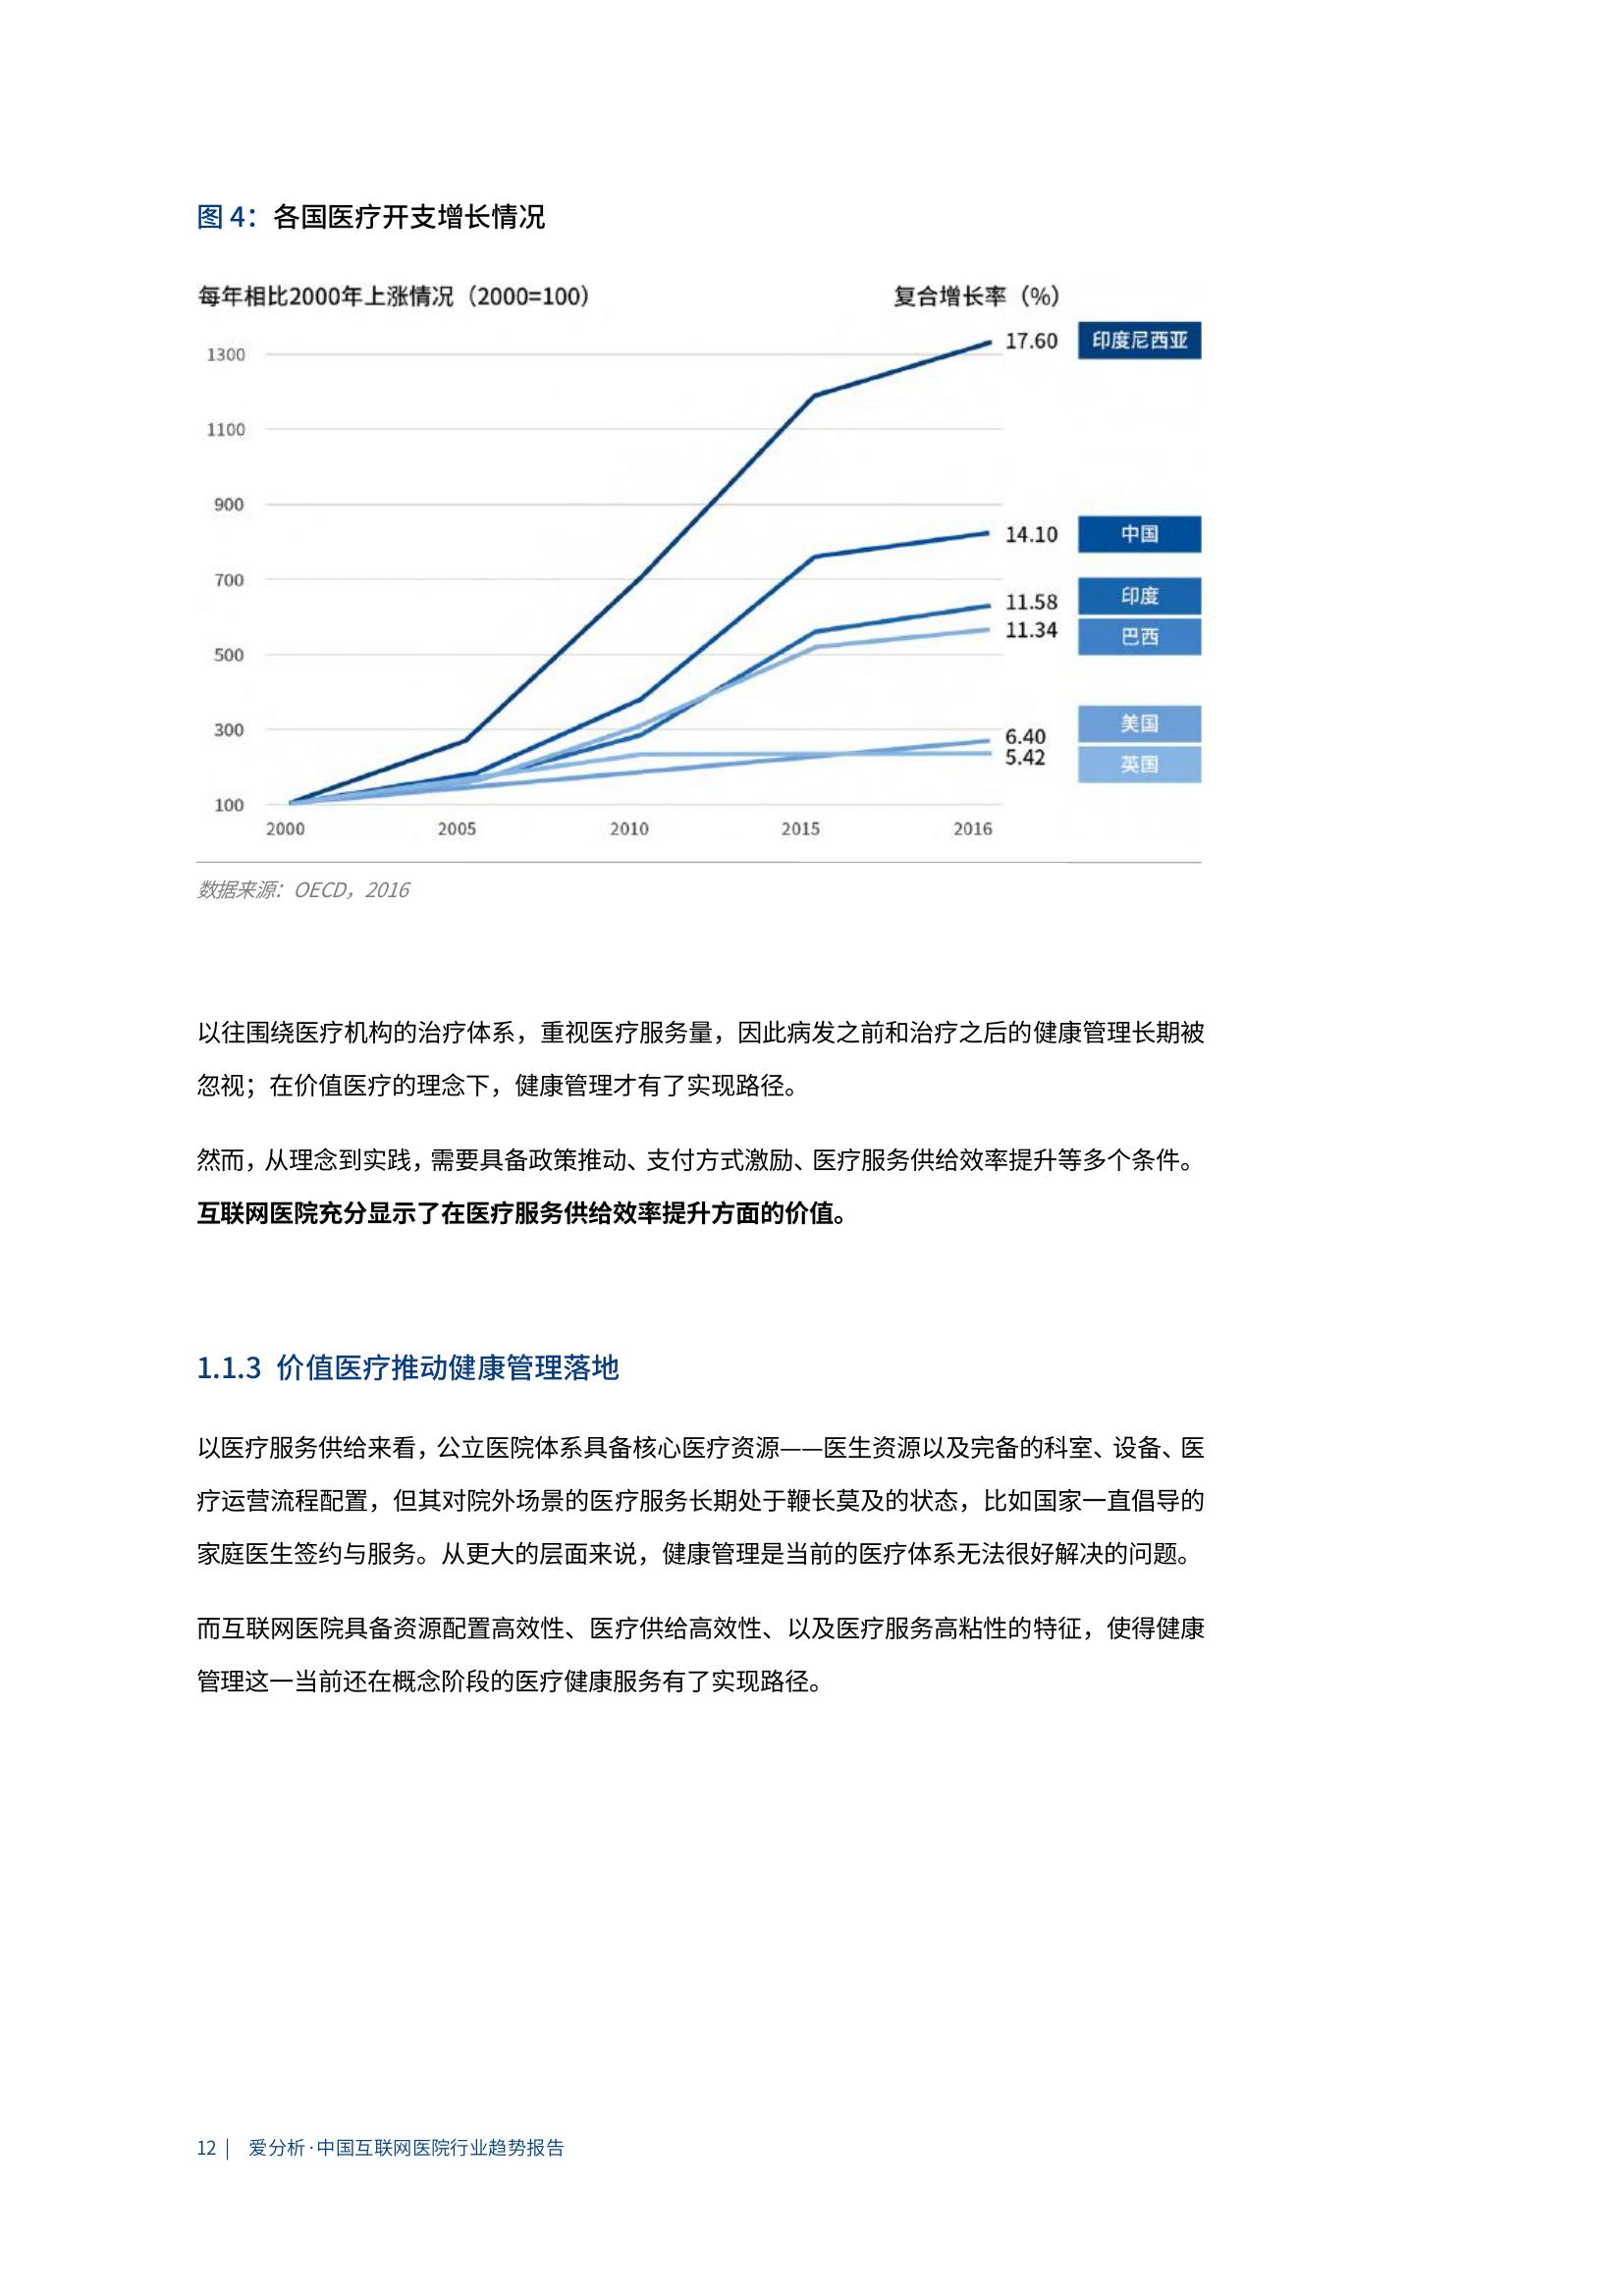 图 4：各国医疗开支增长情况
每年相比2000年上涨情况（2000=100）
复合增长率（%）
1300
1100
900
700
500
300
100
2000
2005
2010
2015
2016
17.60
印度尼西亚
14.10
中国
11.58
印度
11.34
巴西
6.40
美国
5.42
英国
数据来源：OECD，2016
以往围绕医疗机构的治疗体系，重视医疗服务量，因此病发之前和治疗之后的健康管理长期被
忽视；在价值医疗的理念下，健康管理才有了实现路径。
然而，从理念到实践，需要具备政策推动、支付方式激励、医疗服务供给效率提升等多个条件。
互联网医院充分显示了在医疗服务供给效率提升方面的价值。
1.1.3 价值医疗推动健康管理落地
以医疗服务供给来看，公立医院体系具备核心医疗资源——医生资源以及完备的科室、设备、医
疗运营流程配置，但其对院外场景的医疗服务长期处于鞭长莫及的状态，比如国家一直倡导的
家庭医生签约与服务。从更大的层面来说，健康管理是当前的医疗体系无法很好解决的问题。
而互联网医院具备资源配置高效性、医疗供给高效性、以及医疗服务高粘性的特征，使得健康
管理这一当前还在概念阶段的医疗健康服务有了实现路径。
12 | 爱分析·中国互联网医院行业趋势报告